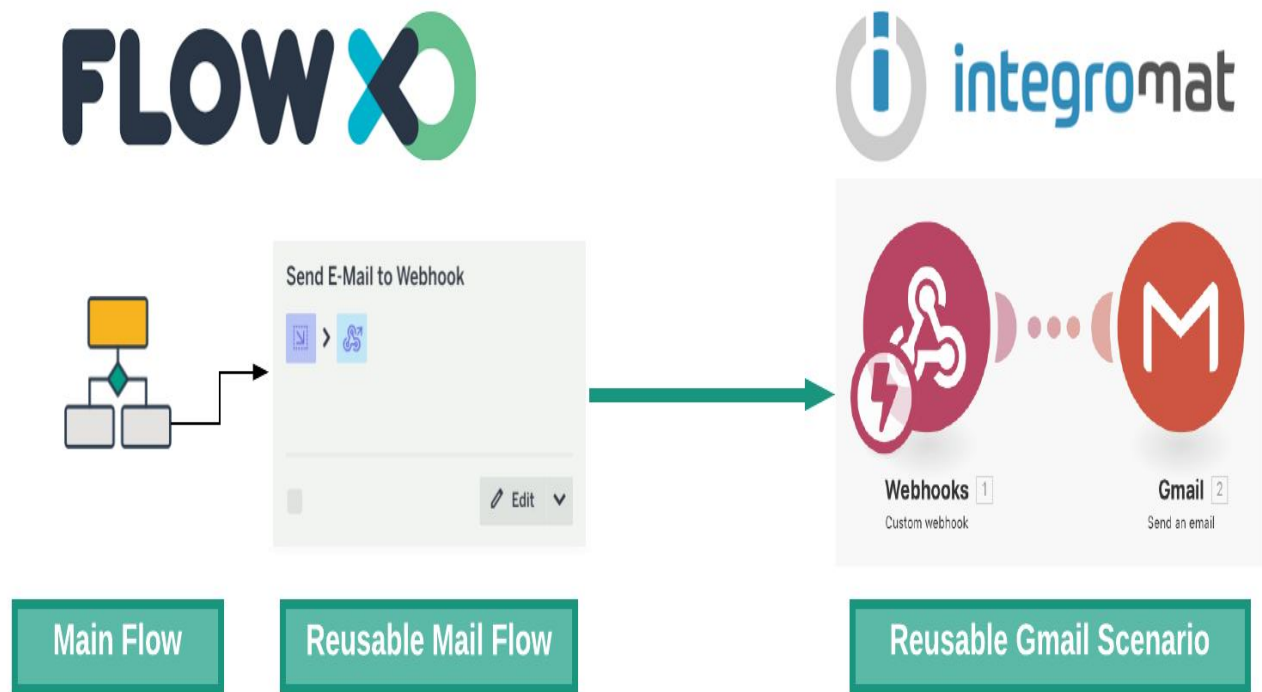 FLOW XO
integromat
Send E-Mail to Webhook
Edit
Webhooks 1
Custom webhook
Gmail 2
Send an email
Main Flow
Reusable Mail Flow
Reusable Gmail Scenario